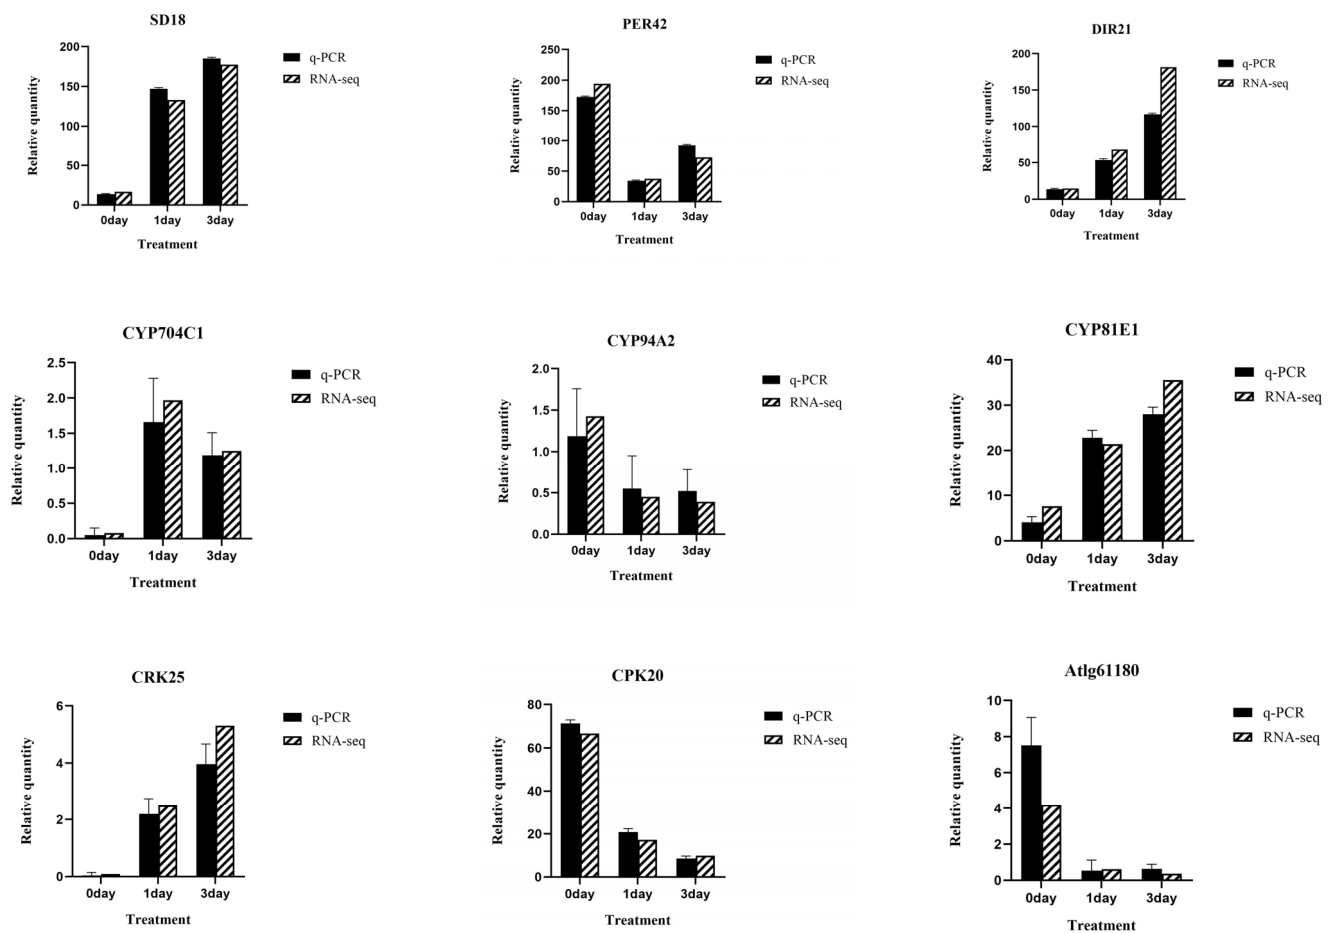 SD18
Relative quantity
200
150
100
50
0
0day 1day 3day
Treatment
q-PCR
RNA-seq
PER42
Relative quantity
250
200
150
100
50
0
0day 1day 3day
Treatment
q-PCR
RNA-seq
DIR21
Relative quantity
200
150
100
50
0
0day 1day 3day
Treatment
q-PCR
RNA-seq
CYP704C1
Relative quantity
2.5
2.0
1.5
1.0
0.5
0.0
0day 1day 3day
Treatment
q-PCR
RNA-seq
CYP94A2
Relative quantity
2.0
1.5
1.0
0.5
0.0
0day 1day 3day
Treatment
q-PCR
RNA-seq
CYP81E1
Relative quantity
40
30
20
10
0
0day 1day 3day
Treatment
q-PCR
RNA-seq
CRK25
Relative quantity
6
4
2
0
0day 1day 3day
Treatment
q-PCR
RNA-seq
CPK20
Relative quantity
80
60
40
20
0
0day 1day 3day
Treatment
q-PCR
RNA-seq
Atlg61180
Relative quantity
10
8
6
4
2
0
0day 1day 3day
Treatment
q-PCR
RNA-seq